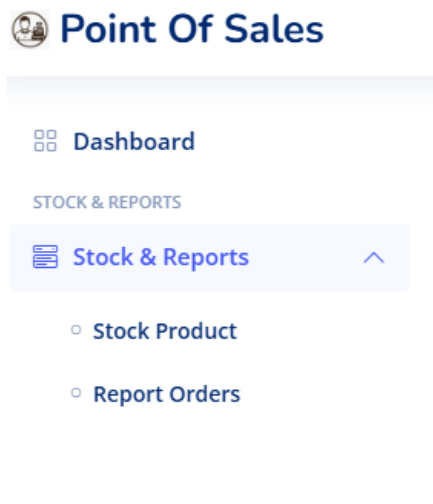 Point Of Sales
Dashboard
STOCK & REPORTS
Stock & Reports
Stock Product
Report Orders